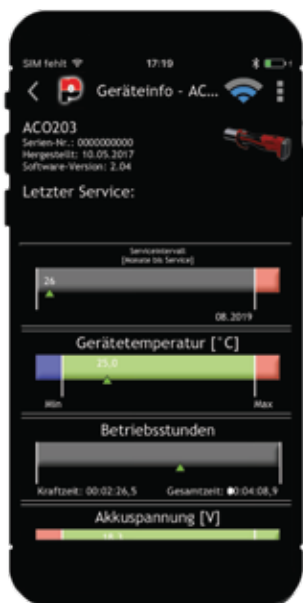 SIM fehlt 17:19
Geräteinfo - AC...
ACO203
Serien-Nr.: 0000000000
Hergestellt: 10.05.2017
Software-Version: 2.04
Letzter Service:
Serviceintervall
[Monate bis Service]
26
08.2019
Gerätetemperatur [°C]
25,0
Min Max
Betriebsstunden
Kraftzeit: 00:02:26,5 Gesamtzeit: 00:04:08,9
Akkuspannung [V]